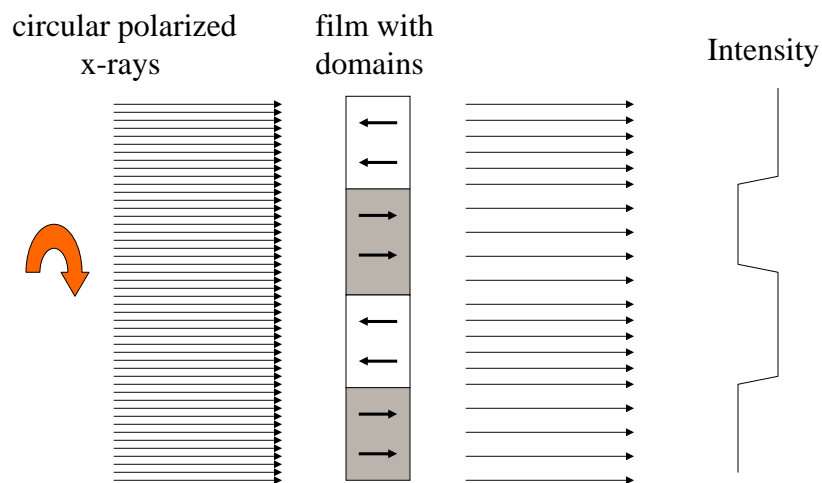 circular polarized
x-rays
film with
domains
Intensity